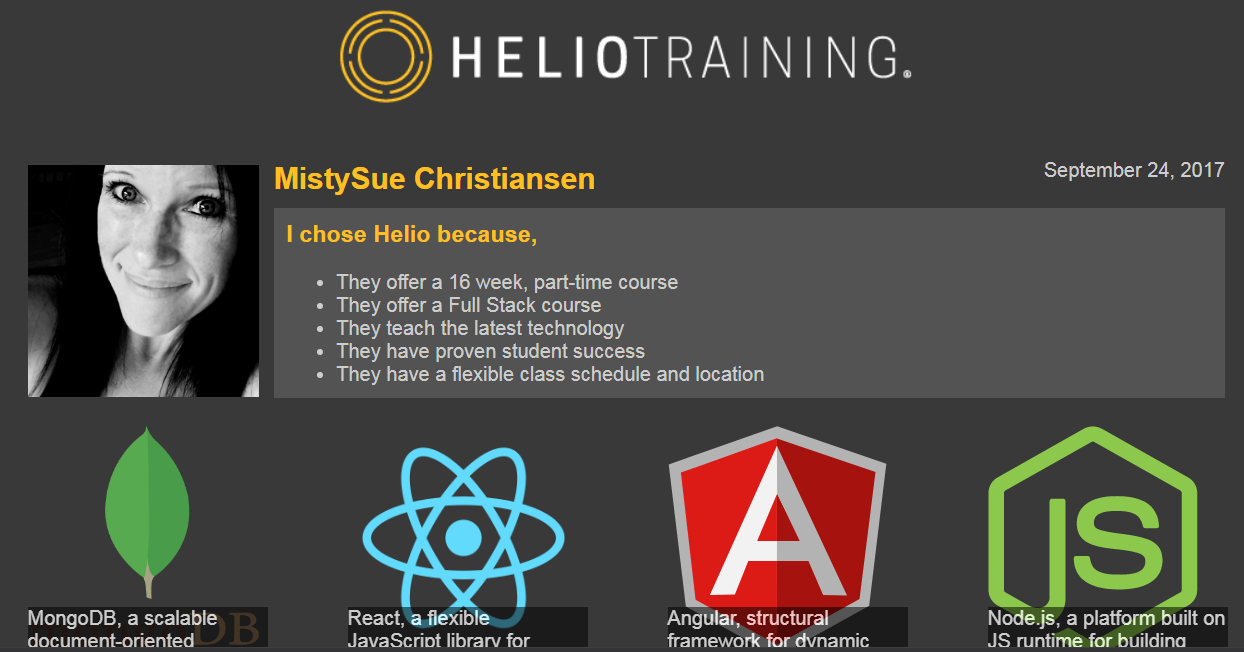 HELIOTRAINING®
MistySue Christiansen
September 24, 2017
I chose Helio because,
• They offer a 16 week, part-time course
• They offer a Full Stack course
• They teach the latest technology
• They have proven student success
• They have a flexible class schedule and location
JS
MongoDB, a scalable
document-oriented
DB
React, a flexible
JavaScript library for
Angular, structural
framework for dynamic
Node.js, a platform built on
JS runtime for building